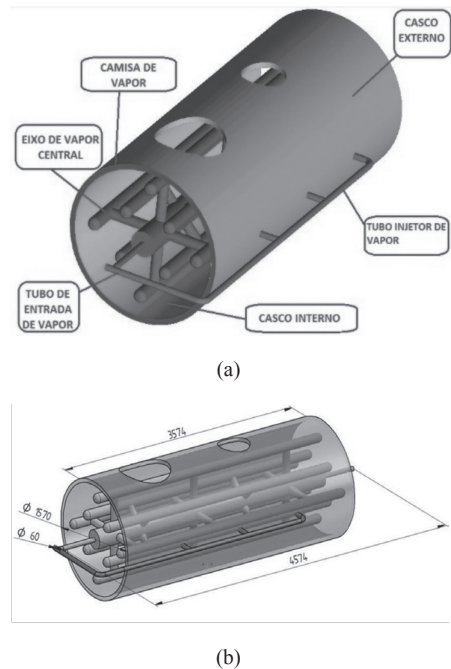 CASCO
EXTERNO
CAMISA DE
VAPOR
EIXO DE VAPOR
CENTRAL
TUBO INJETOR DE
VAPOR
TUBO DE
ENTRADA
DE VAPOR
CASCO INTERNO
(a)
3574
Ø 1570
Ø 60
4574
(b)